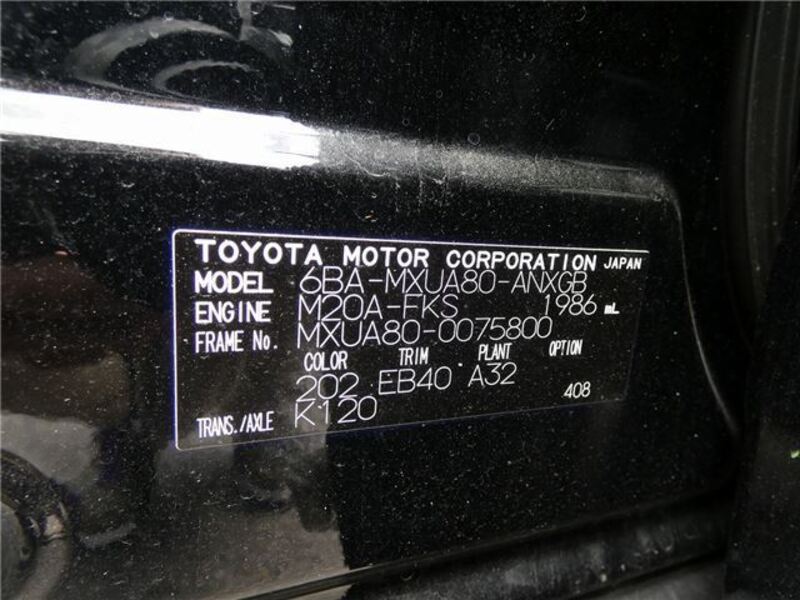 TOYOTA MOTOR CORPORATION JAPAN
MODEL 6BA-MXUA80-ANXGB
ENGINE M20A-FKS 1986 mL
FRAME No. MXUA80-0075800
COLOR TRIM PLANT OPTION
202 EB40 A32
408
TRANS./AXLE K120